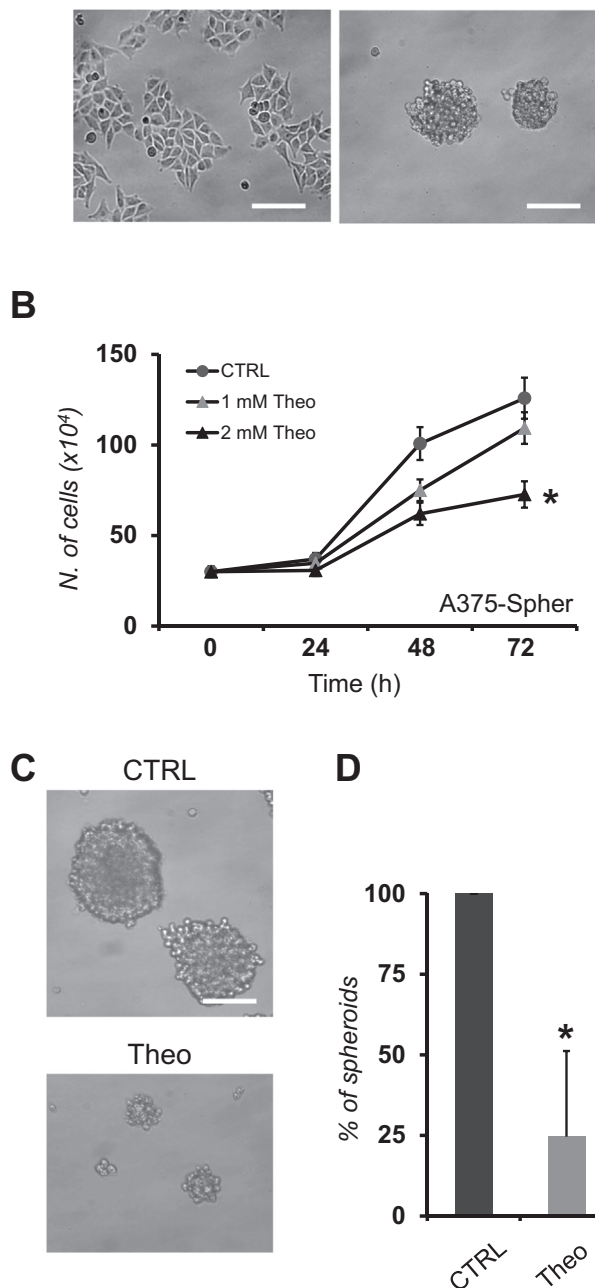 B
150
100
50
0
N. of cells (x10⁴)
CTRL
1 mM Theo
2 mM Theo
*
A375-Spher
0 24 48 72
Time (h)
C
CTRL
Theo
D
100
75
50
25
0
% of spheroids
*
CTRL
Theo